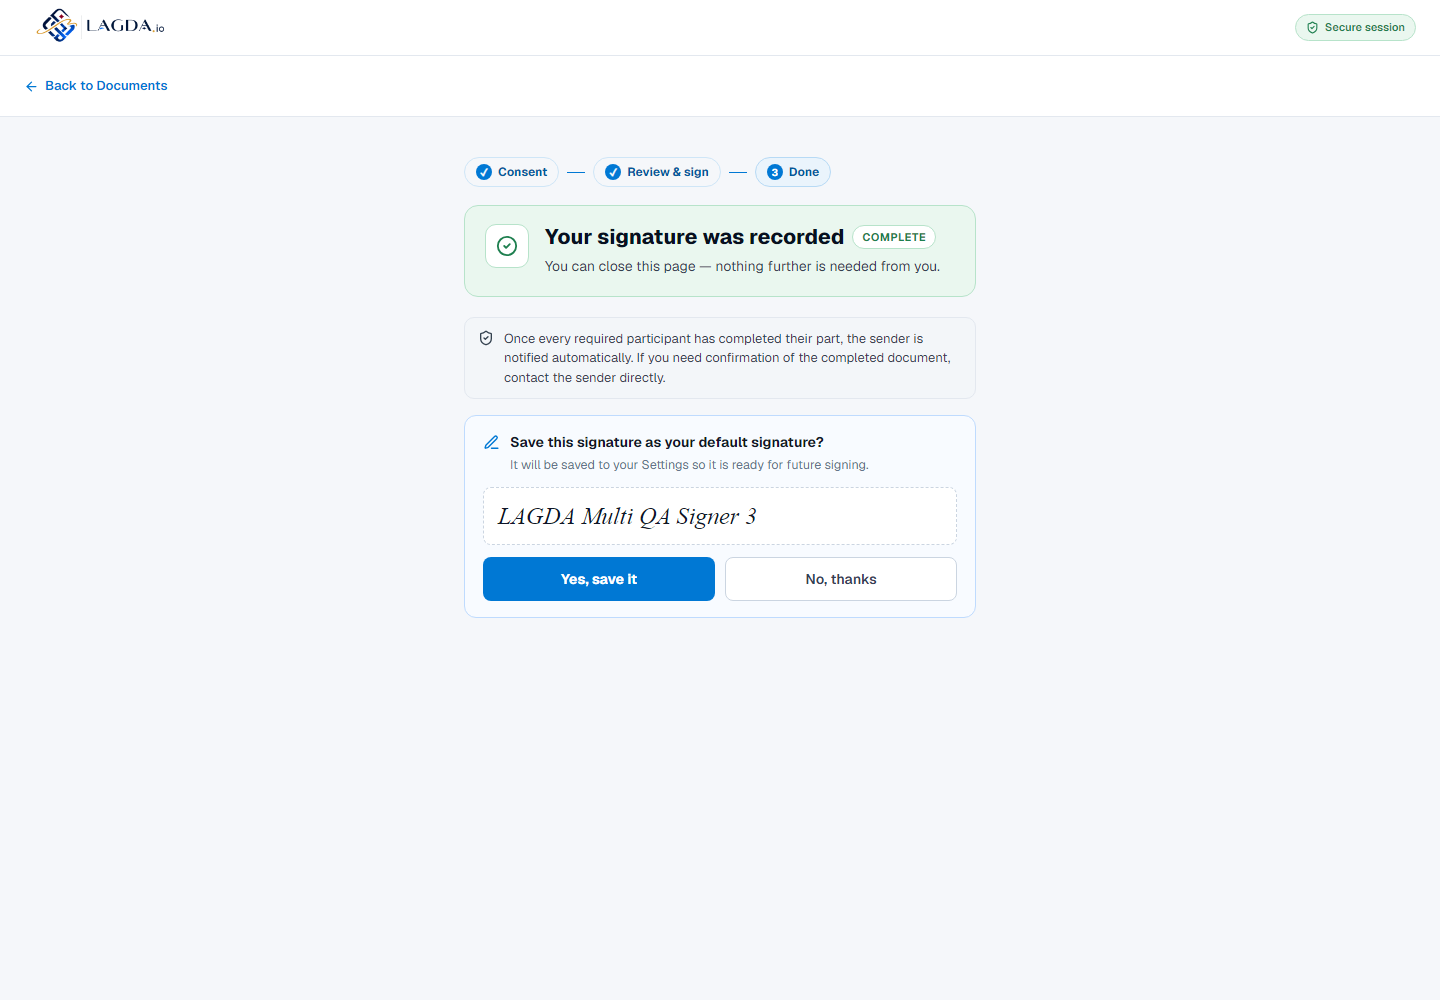 LAGDA.io
Secure session
Back to Documents
Consent
Review & sign
3 Done
Your signature was recorded COMPLETE
You can close this page — nothing further is needed from you.
Once every required participant has completed their part, the sender is
notified automatically. If you need confirmation of the completed document,
contact the sender directly.
Save this signature as your default signature?
It will be saved to your Settings so it is ready for future signing.
LAGDA Multi QA Signer 3
Yes, save it
No, thanks